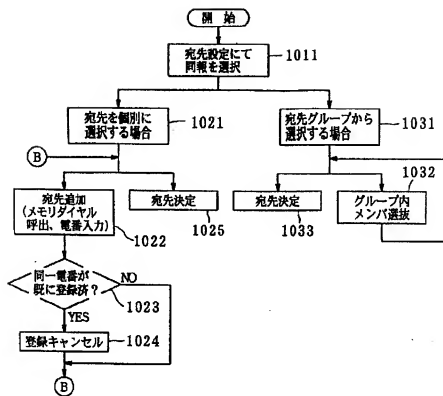 開 始
宛先設定にて
同報を選択
1011
宛先を個別に
選択する場合
1021
宛先グループから
選択する場合
1031
B
1032
宛先追加
(メモリダイヤル
呼出、電番入力)
1022
宛先決定
1025
宛先決定
1033
グループ内
メンバ選抜
同一電番が
既に登録済?
NO
1023
YES
登録キャンセル
1024
B